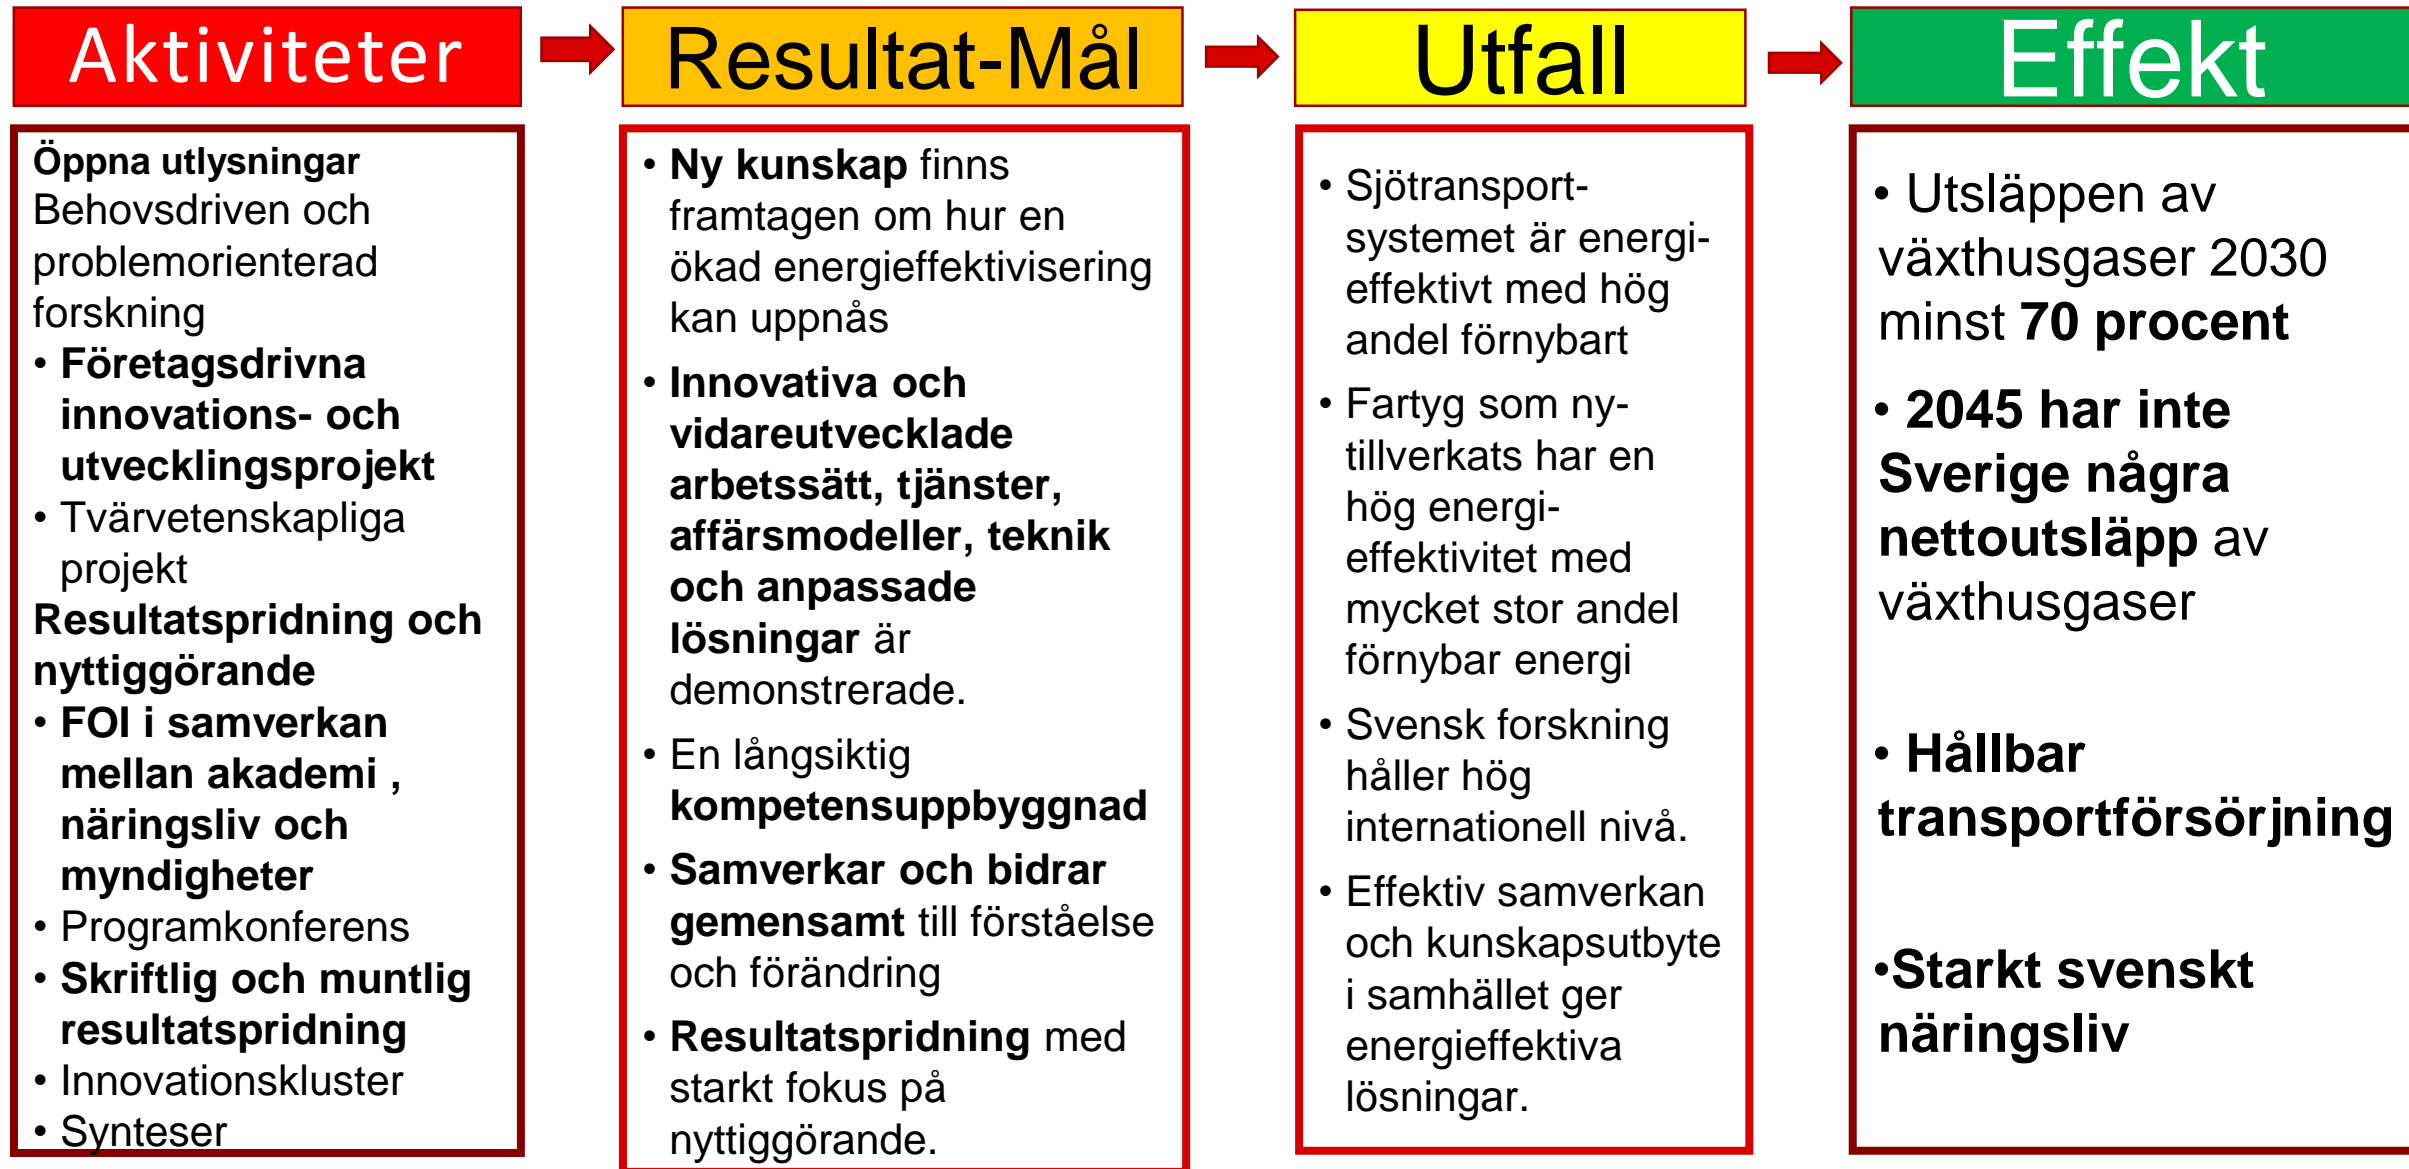 Aktiviteter
Öppna utlysningar
Behovsdriven och
problemorienterad
forskning
• Företagsdrivna
innovations- och
utvecklingsprojekt
• Tvärvetenskapliga
projekt
Resultatspridning och
nyttiggörande
• FOI i samverkan
mellan akademi ,
näringsliv och
myndigheter
• Programkonferens
• Skriftlig och muntlig
resultatspridning
• Innovationskluster
• Synteser
Resultat-Mål
• Ny kunskap finns
framtagen om hur en
ökad energieffektivisering
kan uppnås
• Innovativa och
vidareutvecklade
arbetssätt, tjänster,
affärsmodeller, teknik
och anpassade
lösningar är
demonstrerade.
• En långsiktig
kompetensuppbyggnad
• Samverkar och bidrar
gemensamt till förståelse
och förändring
• Resultatspridning med
starkt fokus på
nyttiggörande.
Utfall
• Sjötransport-
systemet är energi-
effektivt med hög
andel förnybart
• Fartyg som ny-
tillverkats har en
hög energi-
effektivitet med
mycket stor andel
förnybar energi
• Svensk forskning
håller hög
internationell nivå.
• Effektiv samverkan
och kunskapsutbyte
i samhället ger
energieffektiva
lösningar.
Effekt
• Utsläppen av
växthusgaser 2030
minst 70 procent
• 2045 har inte
Sverige några
nettoutsläpp av
växthusgaser
• Hållbar
transportförsörjning
•Starkt svenskt
näringsliv